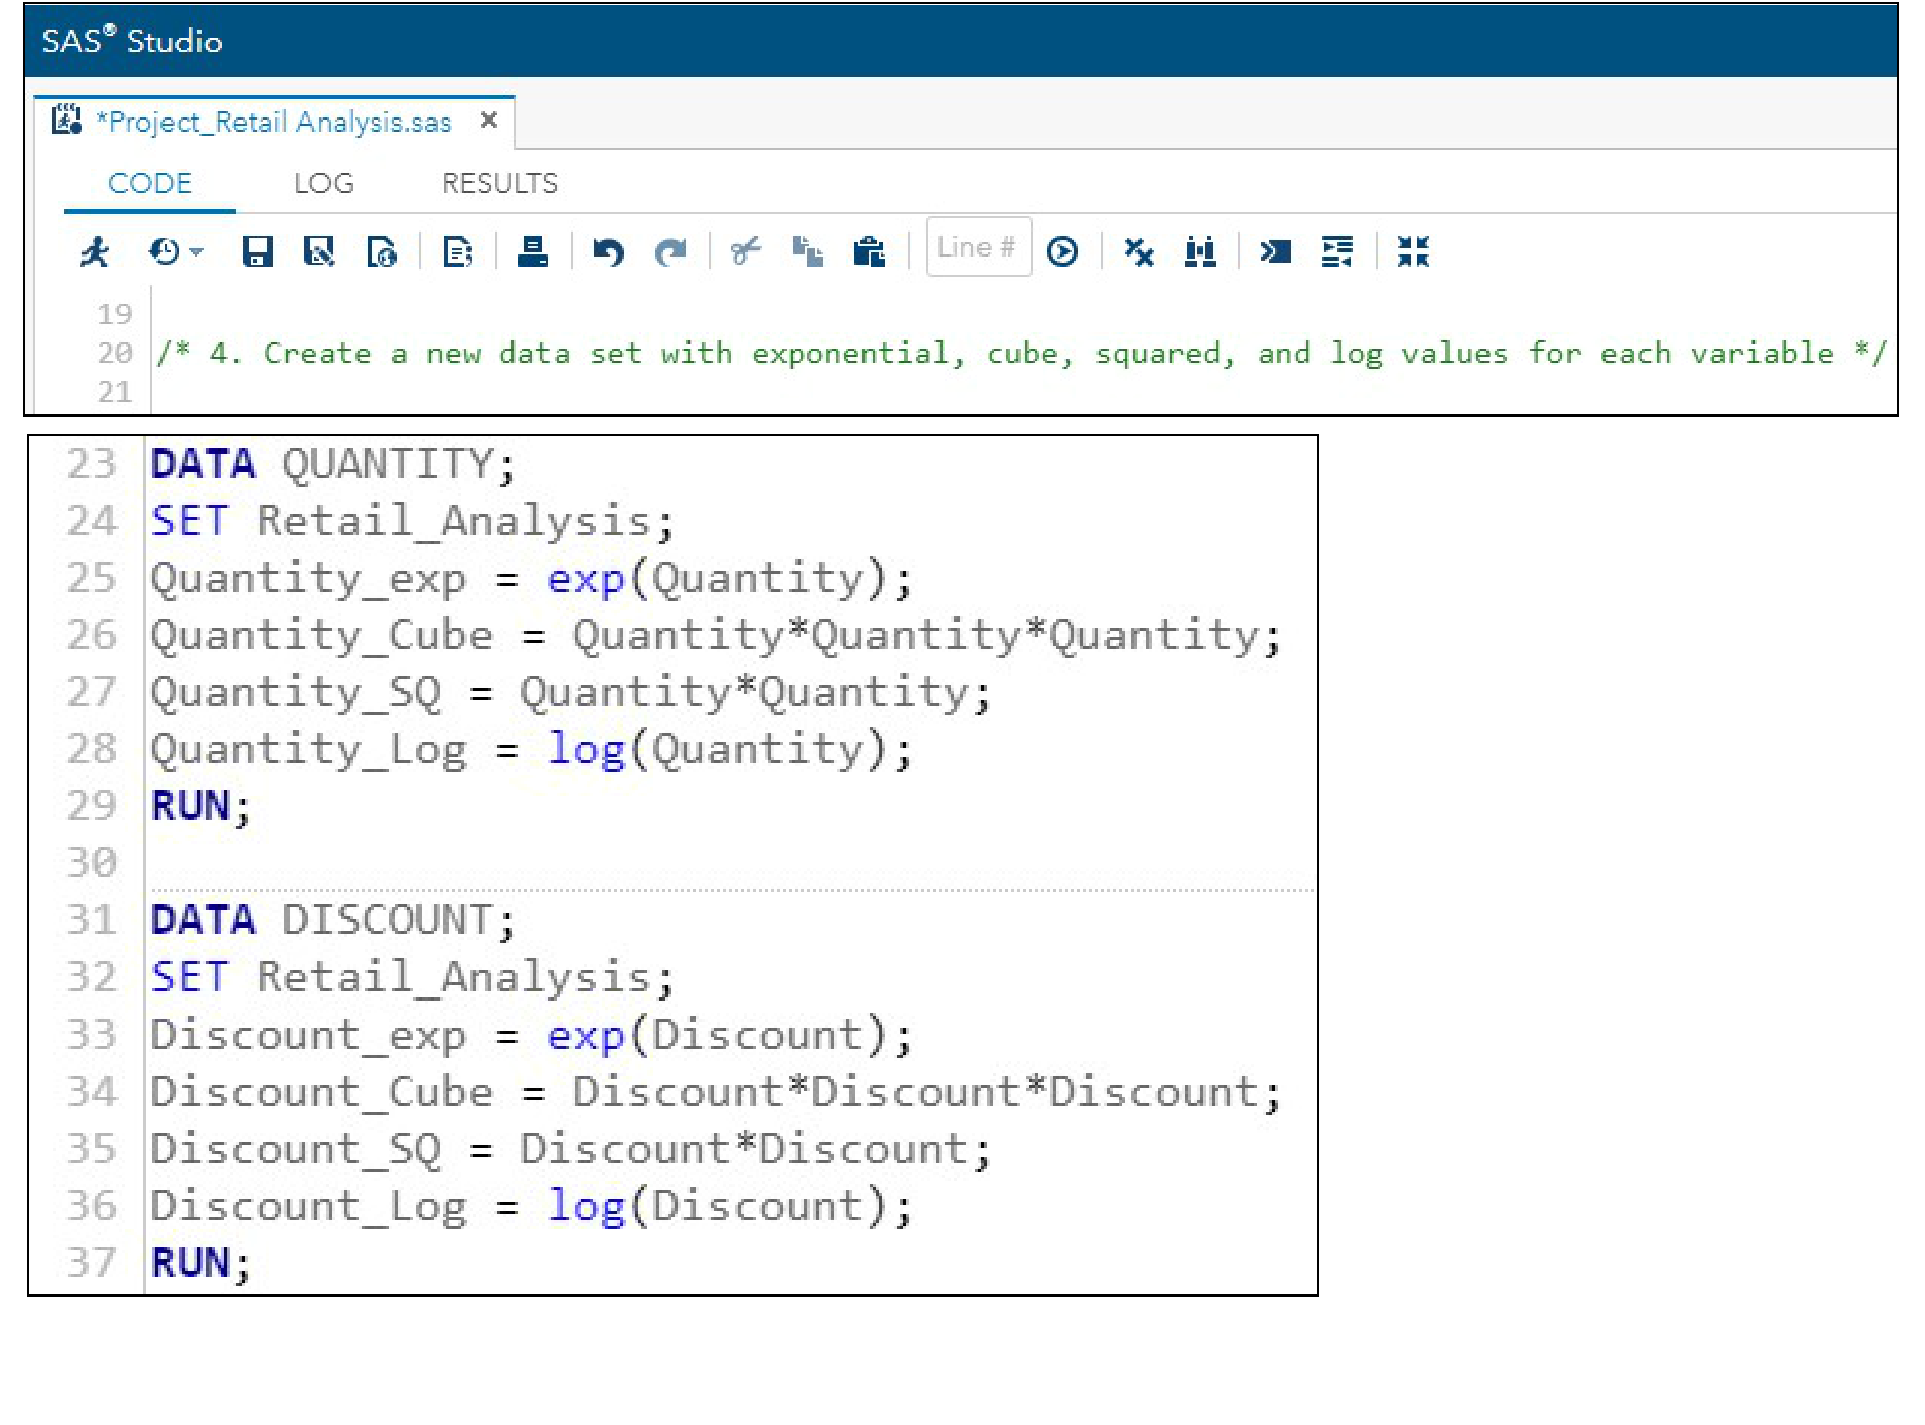 SAS® Studio
*Project_Retail Analysis.sas ×
CODE LOG RESULTS
Line #
19
20 /* 4. Create a new data set with exponential, cube, squared, and log values for each variable */
21
23 DATA QUANTITY;
24 SET Retail_Analysis;
25 Quantity_exp = exp(Quantity);
26 Quantity_Cube = Quantity*Quantity*Quantity;
27 Quantity_SQ = Quantity*Quantity;
28 Quantity_Log = log(Quantity);
29 RUN;
30
31 DATA DISCOUNT;
32 SET Retail_Analysis;
33 Discount_exp = exp(Discount);
34 Discount_Cube = Discount*Discount*Discount;
35 Discount_SQ = Discount*Discount;
36 Discount_Log = log(Discount);
37 RUN;